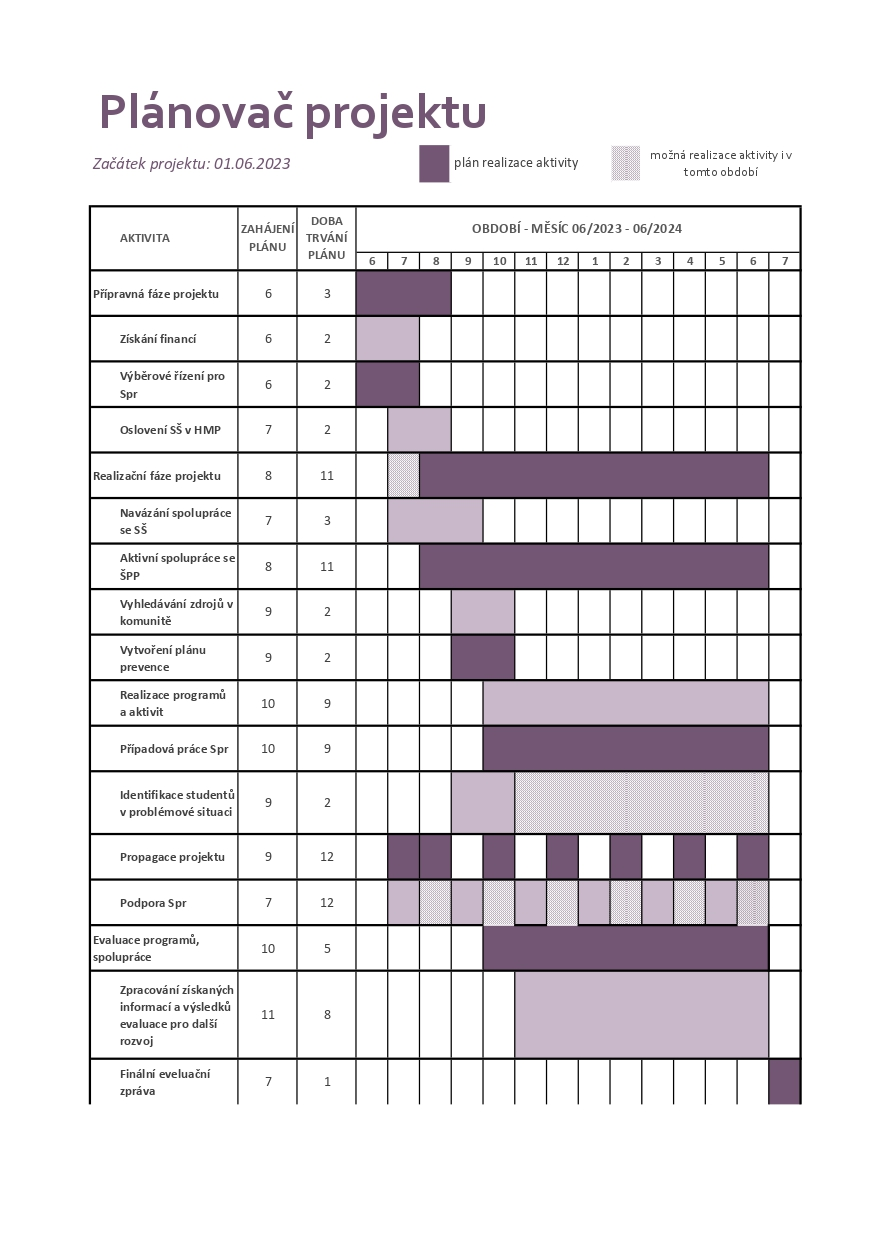 Plánovač projektu
Začátek projektu: 01.06.2023
plán realizace aktivity
možná realizace aktivity i v
tomto období
AKTIVITA
ZAHÁJENÍ
PLÁNU
DOBA
TRVÁNÍ
PLÁNU
OBDOBÍ - MĚSÍC 06/2023 - 06/2024
6 7 8 9 10 11 12 1 2 3 4 5 6 7
Přípravná fáze projektu 6 3
Získání financí 6 2
Výběrové řízení pro
Spr 6 2
Oslovení SŠ v HMP 7 2
Realizační fáze projektu 8 11
Navázání spolupráce
se SŠ 7 3
Aktivní spolupráce se
ŠPP 8 11
Vyhledávání zdrojů v
komunitě 9 2
Vytvoření plánu
prevence 9 2
Realizace programů
a aktivit 10 9
Případová práce Spr 10 9
Identifikace studentů
v problémové situaci 9 2
Propagace projektu 9 12
Podpora Spr 7 12
Evaluace programů,
spolupráce 10 5
Zpracování získaných
informací a výsledků
evaluace pro další
rozvoj 11 8
Finální eveluační
zpráva 7 1